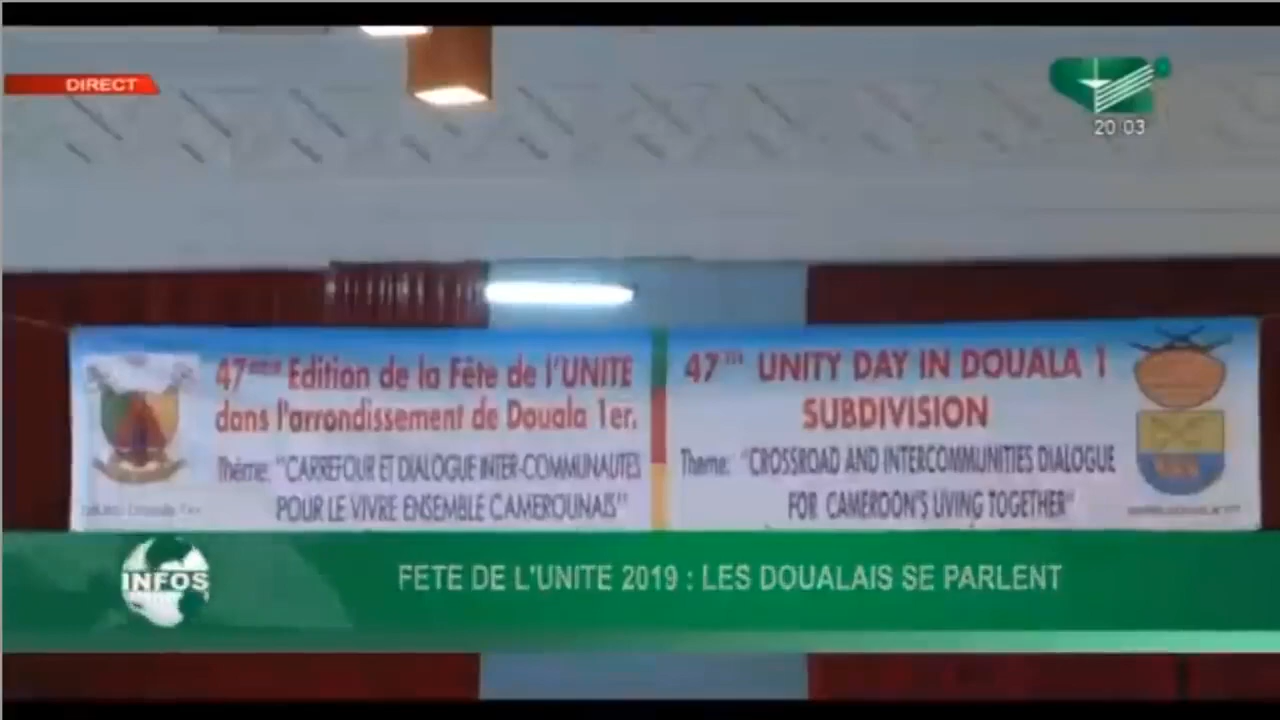 DIRECT
20:03
47ème Edition de la Fête de l'UNITE
dans l'arrondissement de Douala 1er.
Thème: "CARREFOUR ET DIALOGUE INTER-COMMUNAUTES
POUR LE VIVRE ENSEMBLE CAMEROUNAIS"
47TH UNITY DAY IN DOUALA 1
SUBDIVISION
Theme: "CROSSROAD AND INTERCOMMUNITIES DIALOGUE
FOR CAMEROON'S LIVING TOGETHER"
INFOS
FETE DE L'UNITE 2019 : LES DOUALAIS SE PARLENT